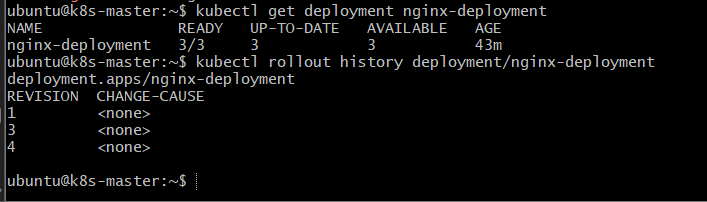 ubuntu@k8s-master:~$ kubectl get deployment nginx-deployment
NAME               READY   UP-TO-DATE   AVAILABLE   AGE
nginx-deployment   3/3     3            3           43m
ubuntu@k8s-master:~$ kubectl rollout history deployment/nginx-deployment
deployment.apps/nginx-deployment
REVISION  CHANGE-CAUSE
1         <none>
3         <none>
4         <none>
ubuntu@k8s-master:~$